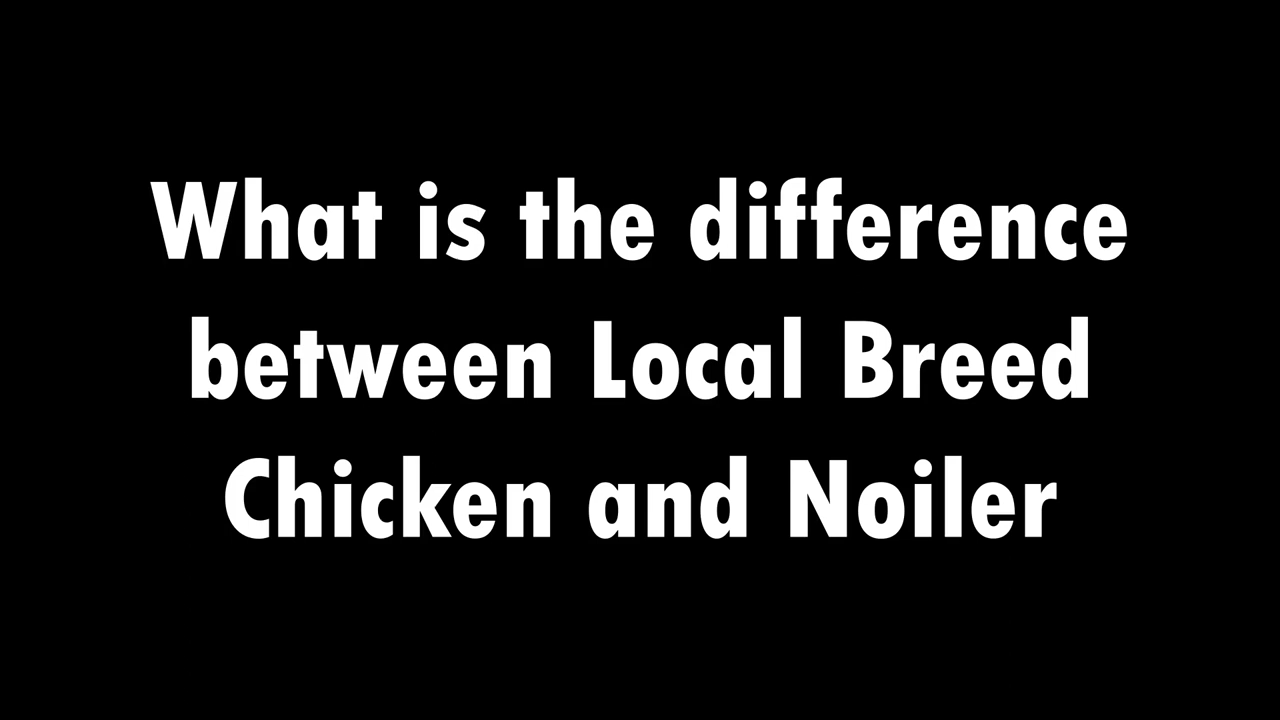 What is the difference
between Local Breed
Chicken and Noiler